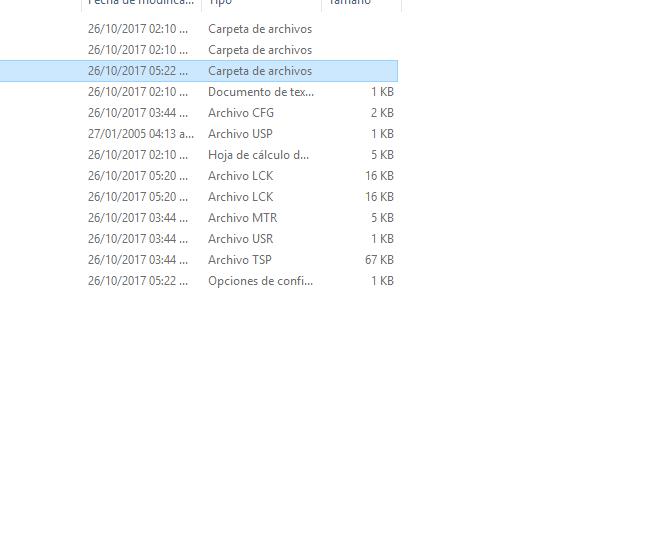 Fecha de modifica... Tipo Tamaño
26/10/2017 02:10 ... Carpeta de archivos
26/10/2017 02:10 ... Carpeta de archivos
26/10/2017 05:22 ... Carpeta de archivos
26/10/2017 02:10 ... Documento de tex... 1 KB
26/10/2017 03:44 ... Archivo CFG 2 KB
27/01/2005 04:13 a... Archivo USP 1 KB
26/10/2017 02:10 ... Hoja de cálculo d... 5 KB
26/10/2017 05:20 ... Archivo LCK 16 KB
26/10/2017 05:20 ... Archivo LCK 16 KB
26/10/2017 03:44 ... Archivo MTR 5 KB
26/10/2017 03:44 ... Archivo USR 1 KB
26/10/2017 03:44 ... Archivo TSP 67 KB
26/10/2017 05:22 ... Opciones de confi... 1 KB